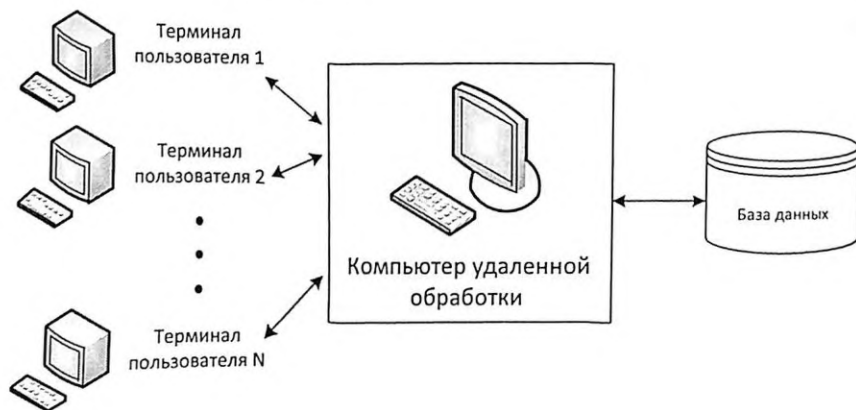 Терминал
пользователя 1
Терминал
пользователя 2
Компьютер удаленной
обработки
База данных
Терминал
пользователя N